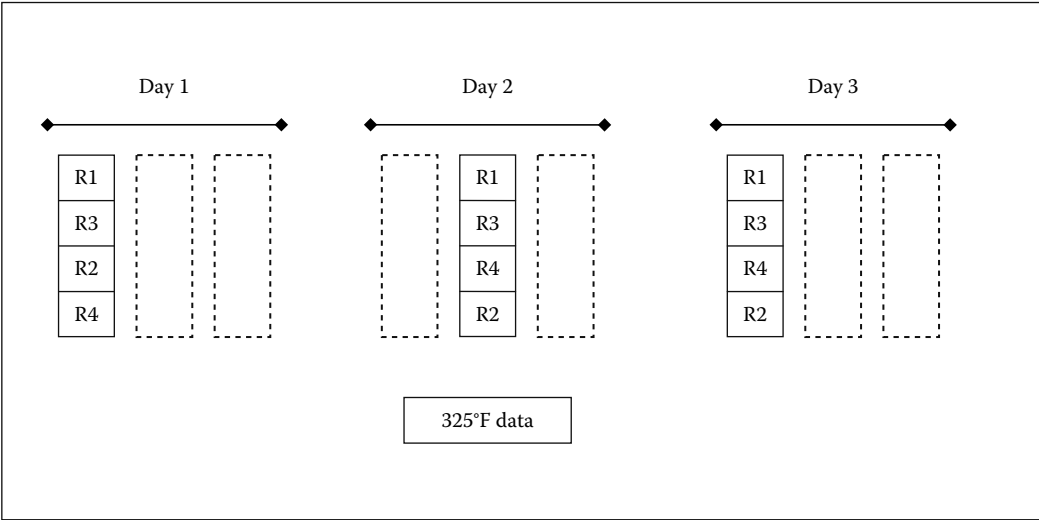 Day 1 Day 2 Day 3
R1 R1 R1
R3 R3 R3
R2 R4 R4
R4 R2 R2
325°F data